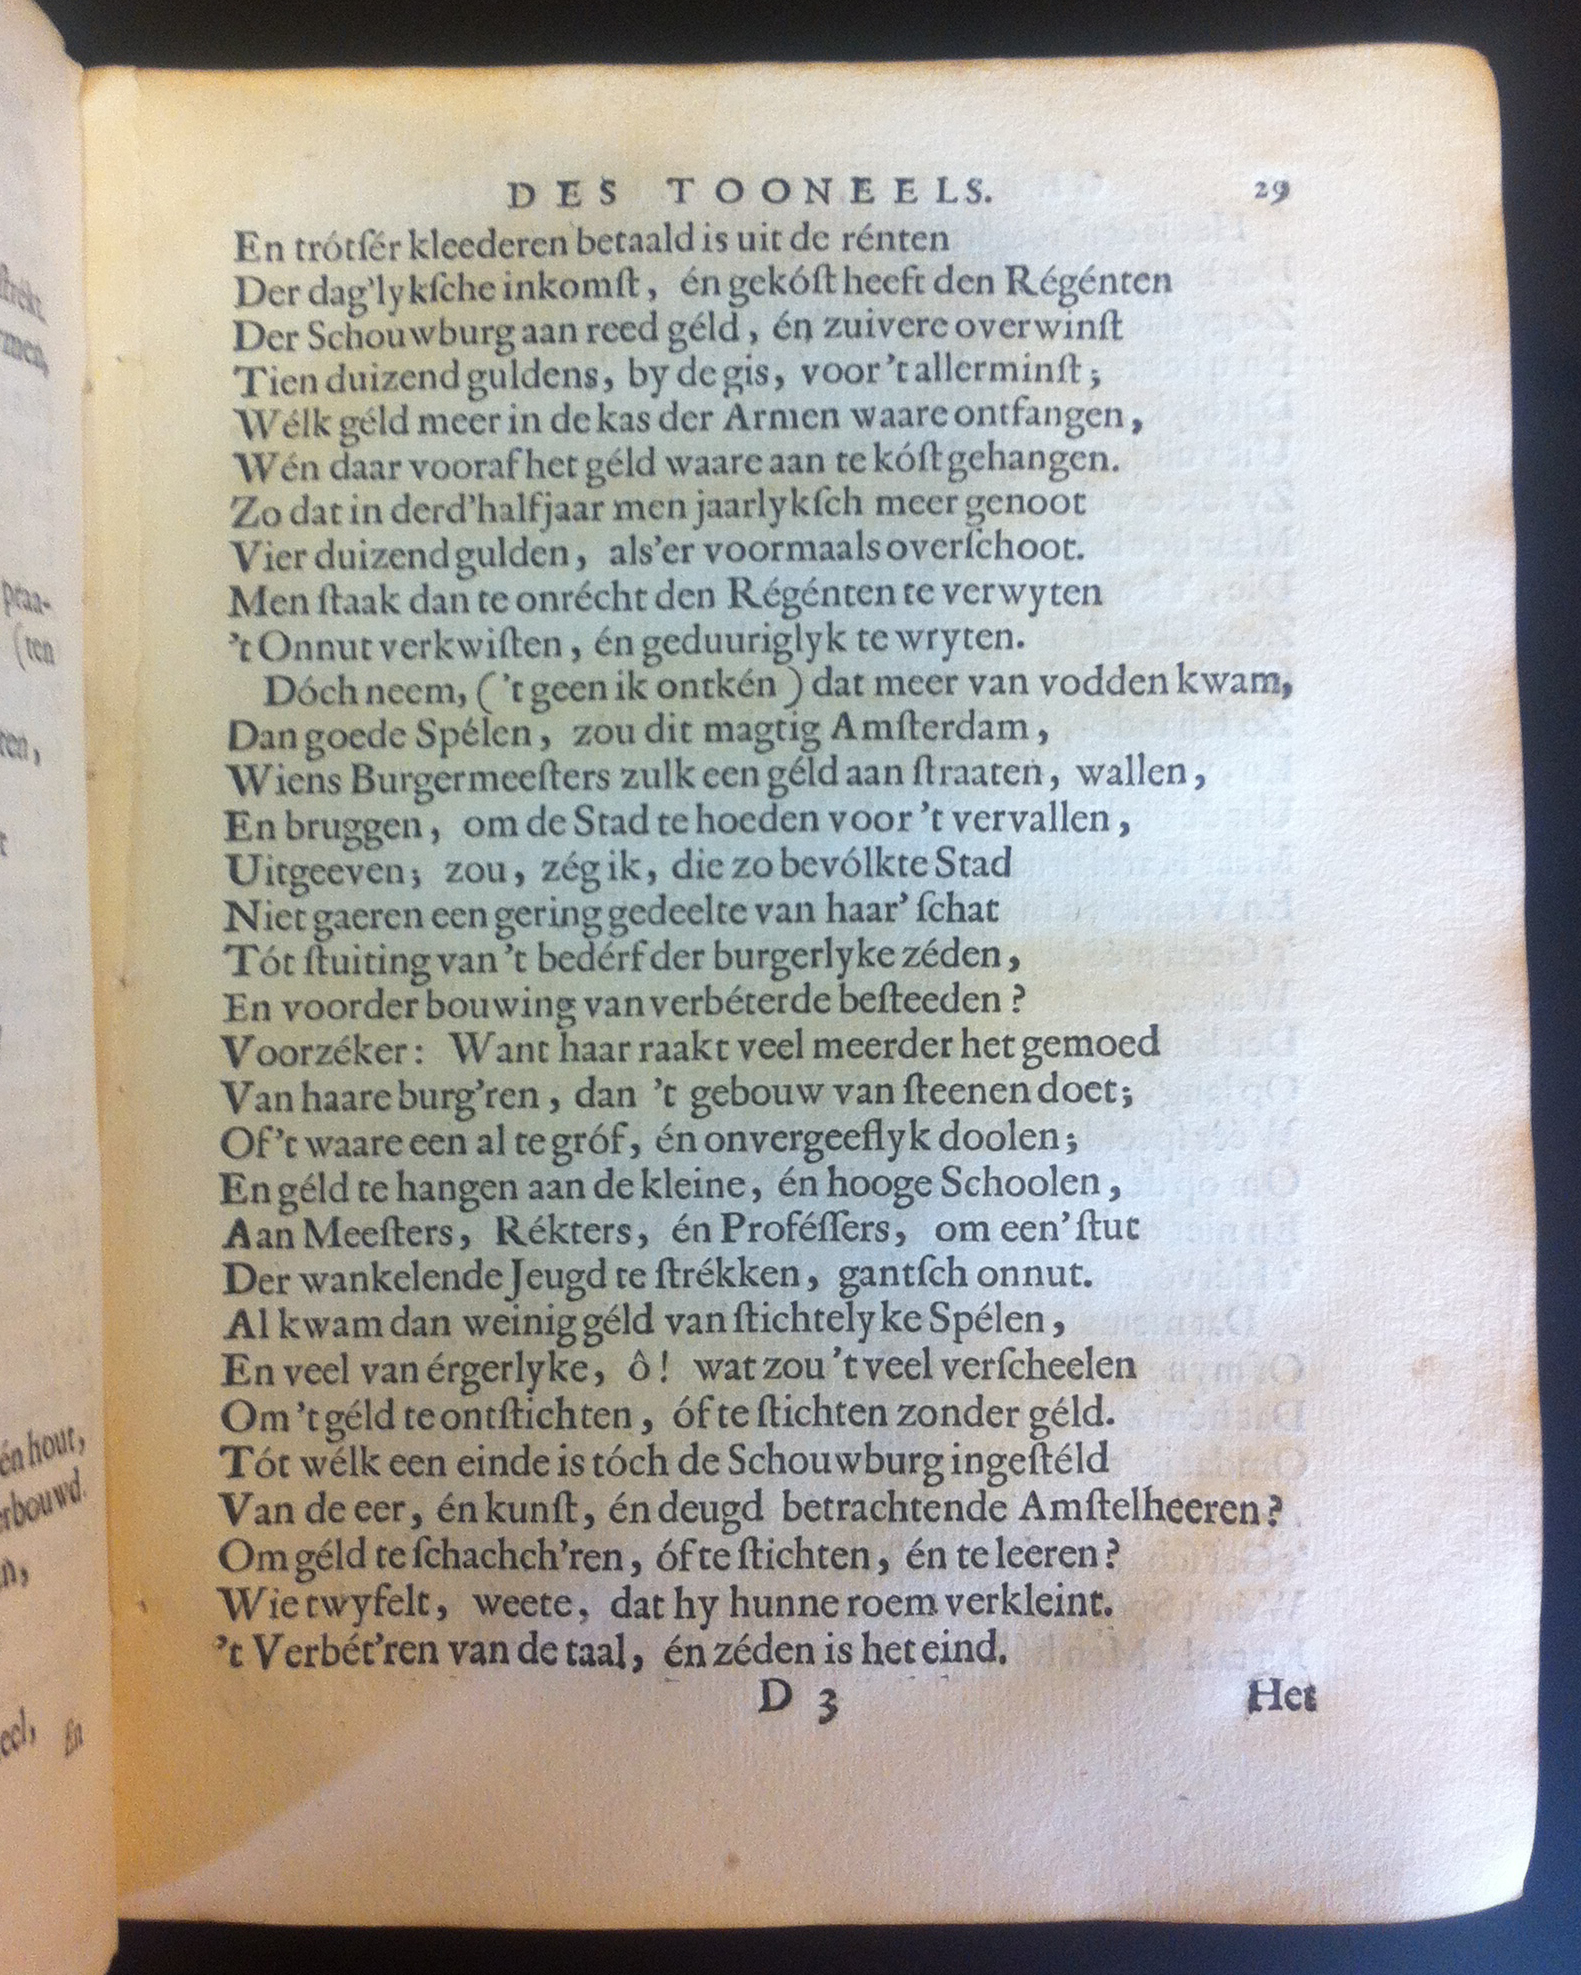 ſtrékt
rmen,
praa-
(ten
ren,
t
én hout,
erbouwd.
n,
eel, En
DES TOONEELS. 29
En trótſér kleederen betaald is uit de rénten
Der dag'lykſche inkomſt, én gekóſt heeft den Régénten
Der Schouwburg aan reed géld, én zuivere overwinſt
Tien duizend guldens, by de gis, voor 't allerminſt;
Wélk géld meer in de kas der Armen waare ontfangen,
Wén daar vooraf het géld waare aan te kóſt gehangen.
Zo dat in derd'half jaar men jaarlykſch meer genoot
Vier duizend gulden, als'er voormaals overſchoot.
Men ſtaak dan te onrécht den Régénten te verwyten
't Onnut verkwiſten, én geduuriglyk te wryten.
Dóch neem, ('t geen ik ontkén) dat meer van vodden kwam,
Dan goede Spélen, zou dit magtig Amſterdam,
Wiens Burgermeeſters zulk een géld aan ſtraaten, wallen,
En bruggen, om de Stad te hoeden voor 't vervallen,
Uitgeeven; zou, zég ik, die zo bevólkte Stad
Niet gaeren een gering gedeelte van haar' ſchat
Tót ſtuiting van 't bedérf der burgerlyke zéden,
En voorder bouwing van verbéterde beſteeden?
Voorzéker: Want haar raakt veel meerder het gemoed
Van haare burg'ren, dan 't gebouw van ſteenen doet;
Of 't waare een al te gróf, én onvergeeflyk doolen;
En géld te hangen aan de kleine, én hooge Schoolen,
Aan Meeſters, Rékters, én Proféſſers, om een' ſtut
Der wankelende Jeugd te ſtrékken, gantſch onnut.
Al kwam dan weinig géld van ſtichtelyke Spélen,
En veel van érgerlyke, ô! wat zou 't veel verſcheelen
Om 't géld te ontſtichten, óf te ſtichten zonder géld.
Tót wélk een einde is tóch de Schouwburg ingeſtéld
Van de eer, én kunſt, én deugd betrachtende Amſtelheeren?
Om géld te ſchachch'ren, óf te ſtichten, én te leeren?
Wie twyfelt, weete, dat hy hunne roem verkleint.
't Verbét'ren van de taal, én zéden is het eind.
D 3 Het